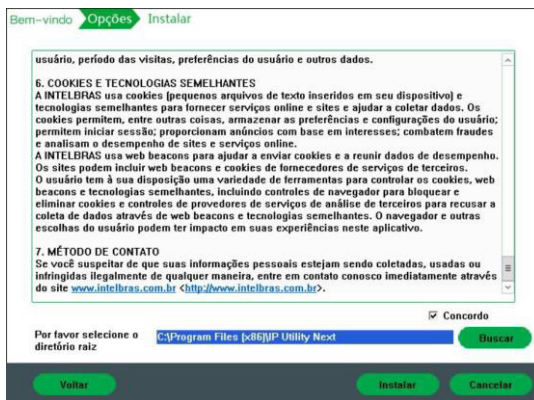 Bem-vindo Opções Instalar
usuário, período das visitas, preferências do usuário e outros dados.
6. COOKIES E TECNOLOGIAS SEMELHANTES
A INTELBRAS usa cookies (pequenos arquivos de texto inseridos em seu dispositivo) e
tecnologias semelhantes para fornecer serviços online e sites e ajudar a coletar dados. Os
cookies permitem, entre outras coisas, armazenar as preferências e configurações do usuário;
permitem iniciar sessão; proporcionam anúncios com base em interesses; combatem fraudes
e analisam o desempenho de sites e serviços online.
A INTELBRAS usa web beacons para ajudar a enviar cookies e a reunir dados de desempenho.
Os sites podem incluir web beacons e cookies de fornecedores de serviços de terceiros.
O usuário tem à sua disposição uma variedade de ferramentas para controlar os cookies, web
beacons e tecnologias semelhantes, incluindo controles de navegador para bloquear e
eliminar cookies e controles de provedores de serviços de análise de terceiros para recusar a
coleta de dados através de web beacons e tecnologias semelhantes. O navegador e outras
escolhas do usuário podem ter impacto em suas experiências neste aplicativo.
7. MÉTODO DE CONTATO
Se você suspeitar de que suas informações pessoais estejam sendo coletadas, usadas ou
infringidas ilegalmente de qualquer maneira, entre em contato conosco imediatamente através
do site www.intelbras.com.br <http://www.intelbras.com.br>.
Concordo
Por favor selecione o
diretório raiz
C:\Program Files (x86)\IP Utility Next
Buscar
Voltar
Instalar
Cancelar